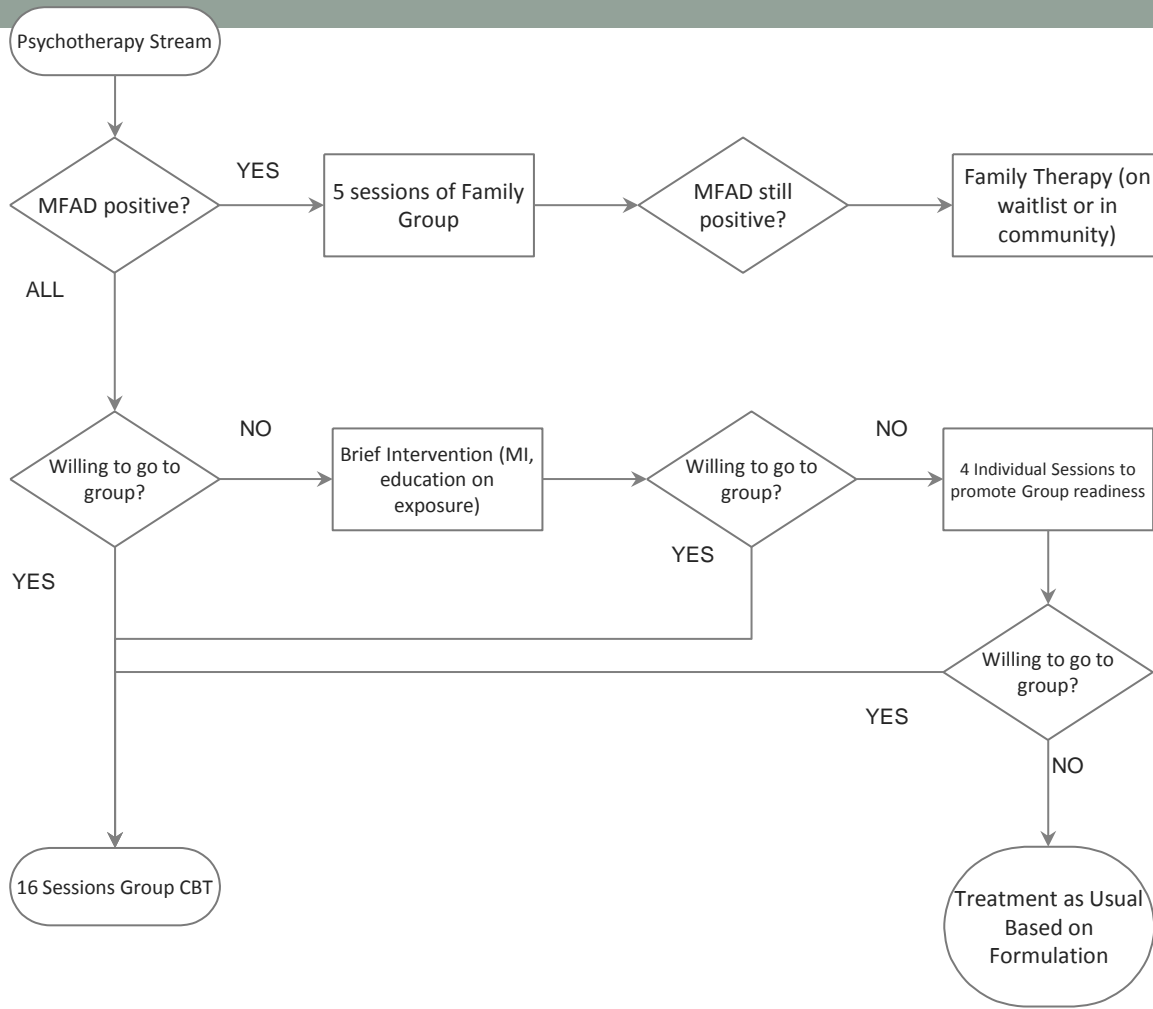 Psychotherapy Stream
MFAD positive?
YES
5 sessions of Family
Group
MFAD still
positive?
Family Therapy (on
waitlist or in
community)
ALL
Willing to go to
group?
NO
Brief Intervention (MI,
education on
exposure)
Willing to go to
group?
NO
4 Individual Sessions to
promote Group readiness
YES
YES
Willing to go to
group?
YES
NO
16 Sessions Group CBT
Treatment as Usual
Based on
Formulation